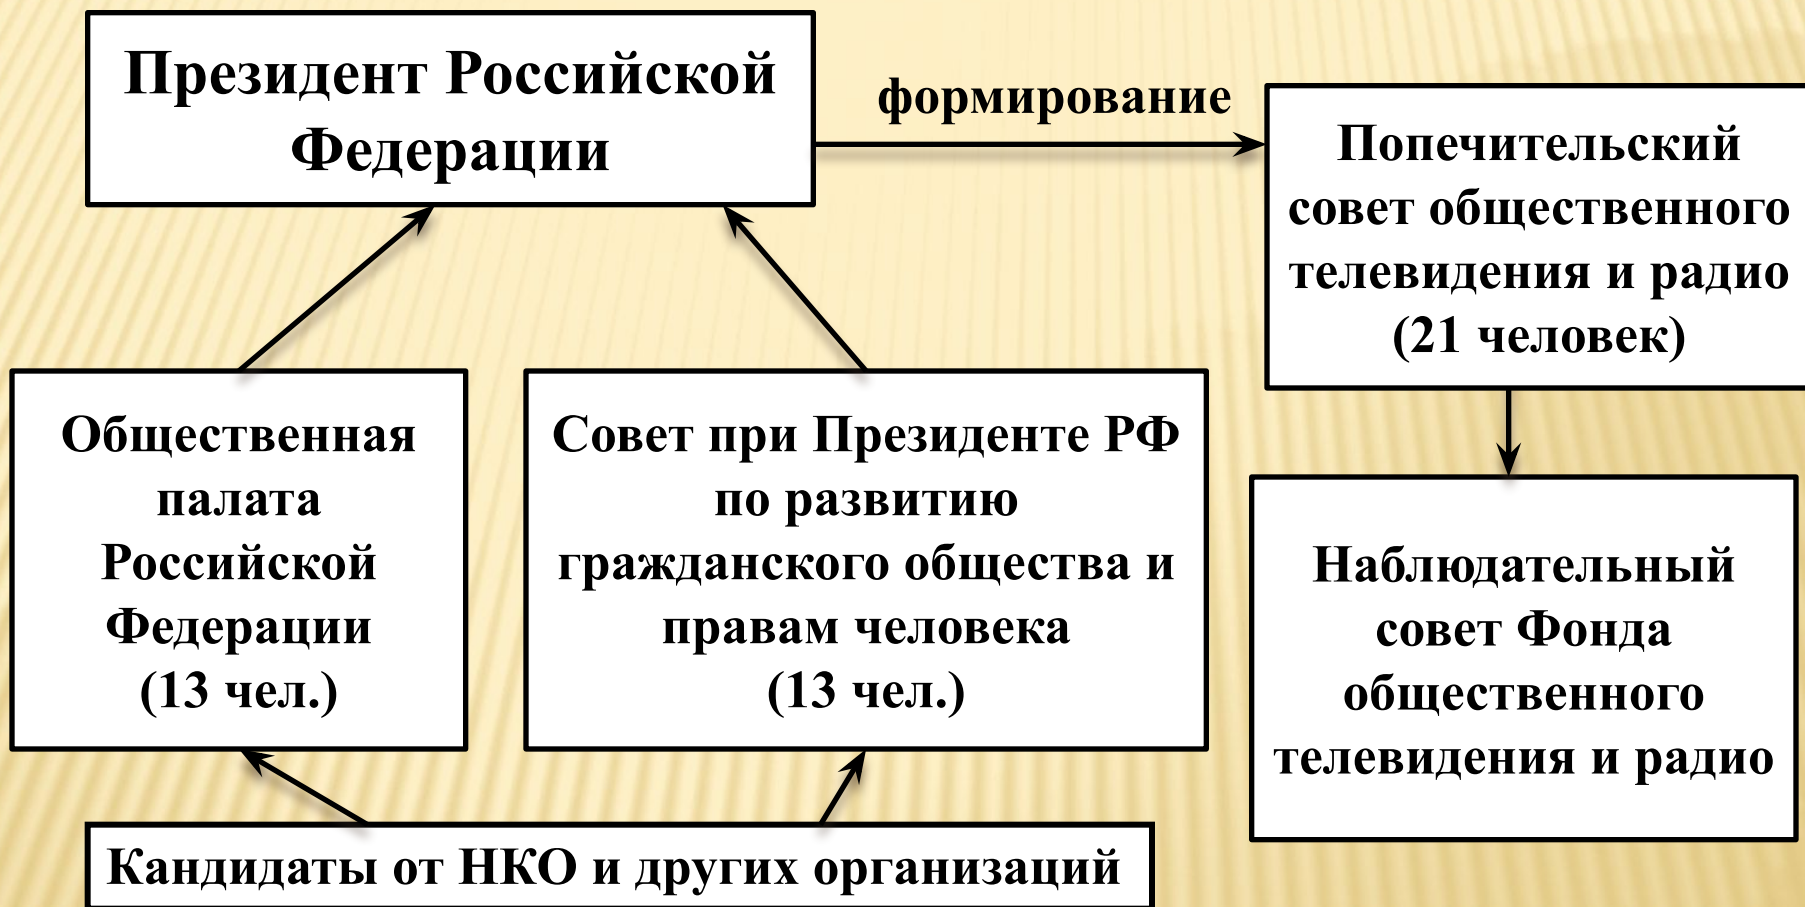 Президент Российской
Федерации
формирование
Попечительский
совет общественного
телевидения и радио
(21 человек)
Общественная
палата
Российской
Федерации
(13 чел.)
Совет при Президенте РФ
по развитию
гражданского общества и
правам человека
(13 чел.)
Наблюдательный
совет Фонда
общественного
телевидения и радио
Кандидаты от НКО и других организаций